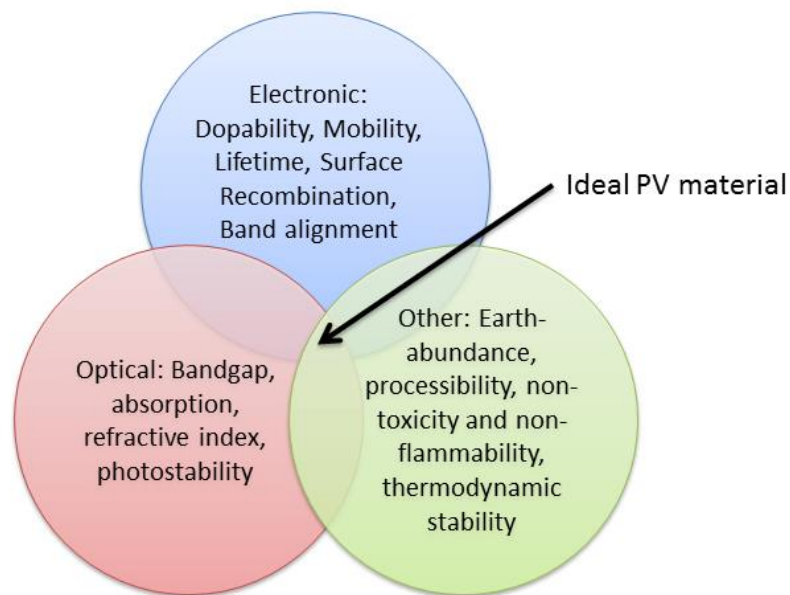 Electronic:
Dopability, Mobility,
Lifetime, Surface
Recombination,
Band alignment
Ideal PV material
Optical: Bandgap,
absorption,
refractive index,
photostability
Other: Earth-
abundance,
processibility, non-
toxicity and non-
flammability,
thermodynamic
stability